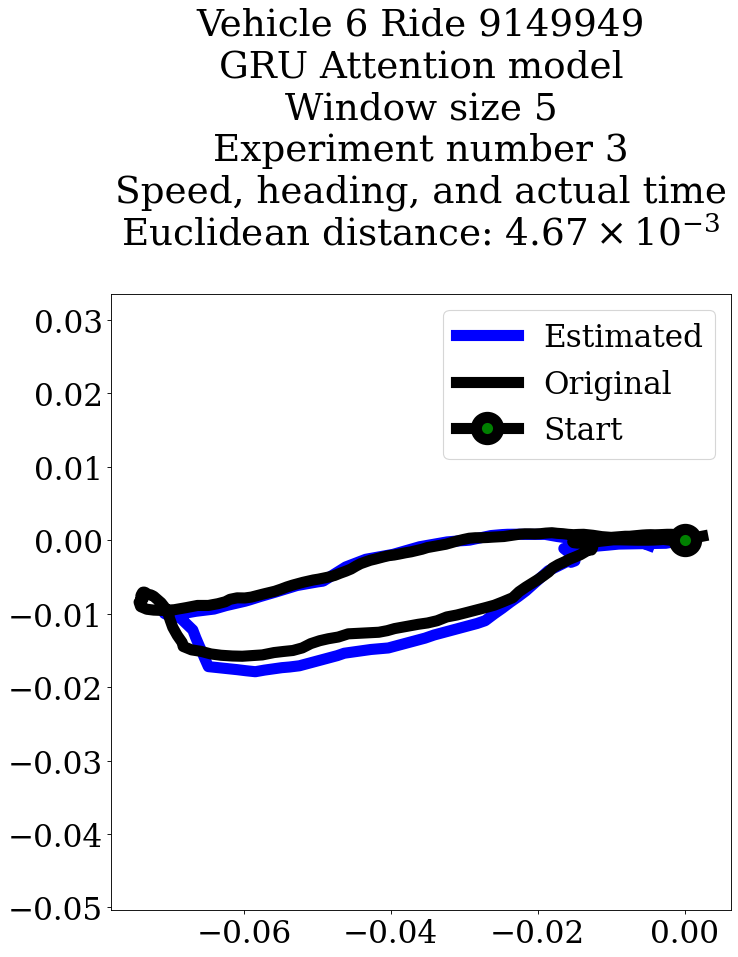 Vehicle 6 Ride 9149949
GRU Attention model
Window size 5
Experiment number 3
Speed, heading, and actual time
Euclidean distance: 4.67 × 10⁻³
Estimated
Original
Start
0.03
0.02
0.01
0.00
−0.01
−0.02
−0.03
−0.04
−0.05
−0.06
−0.04
−0.02
0.00